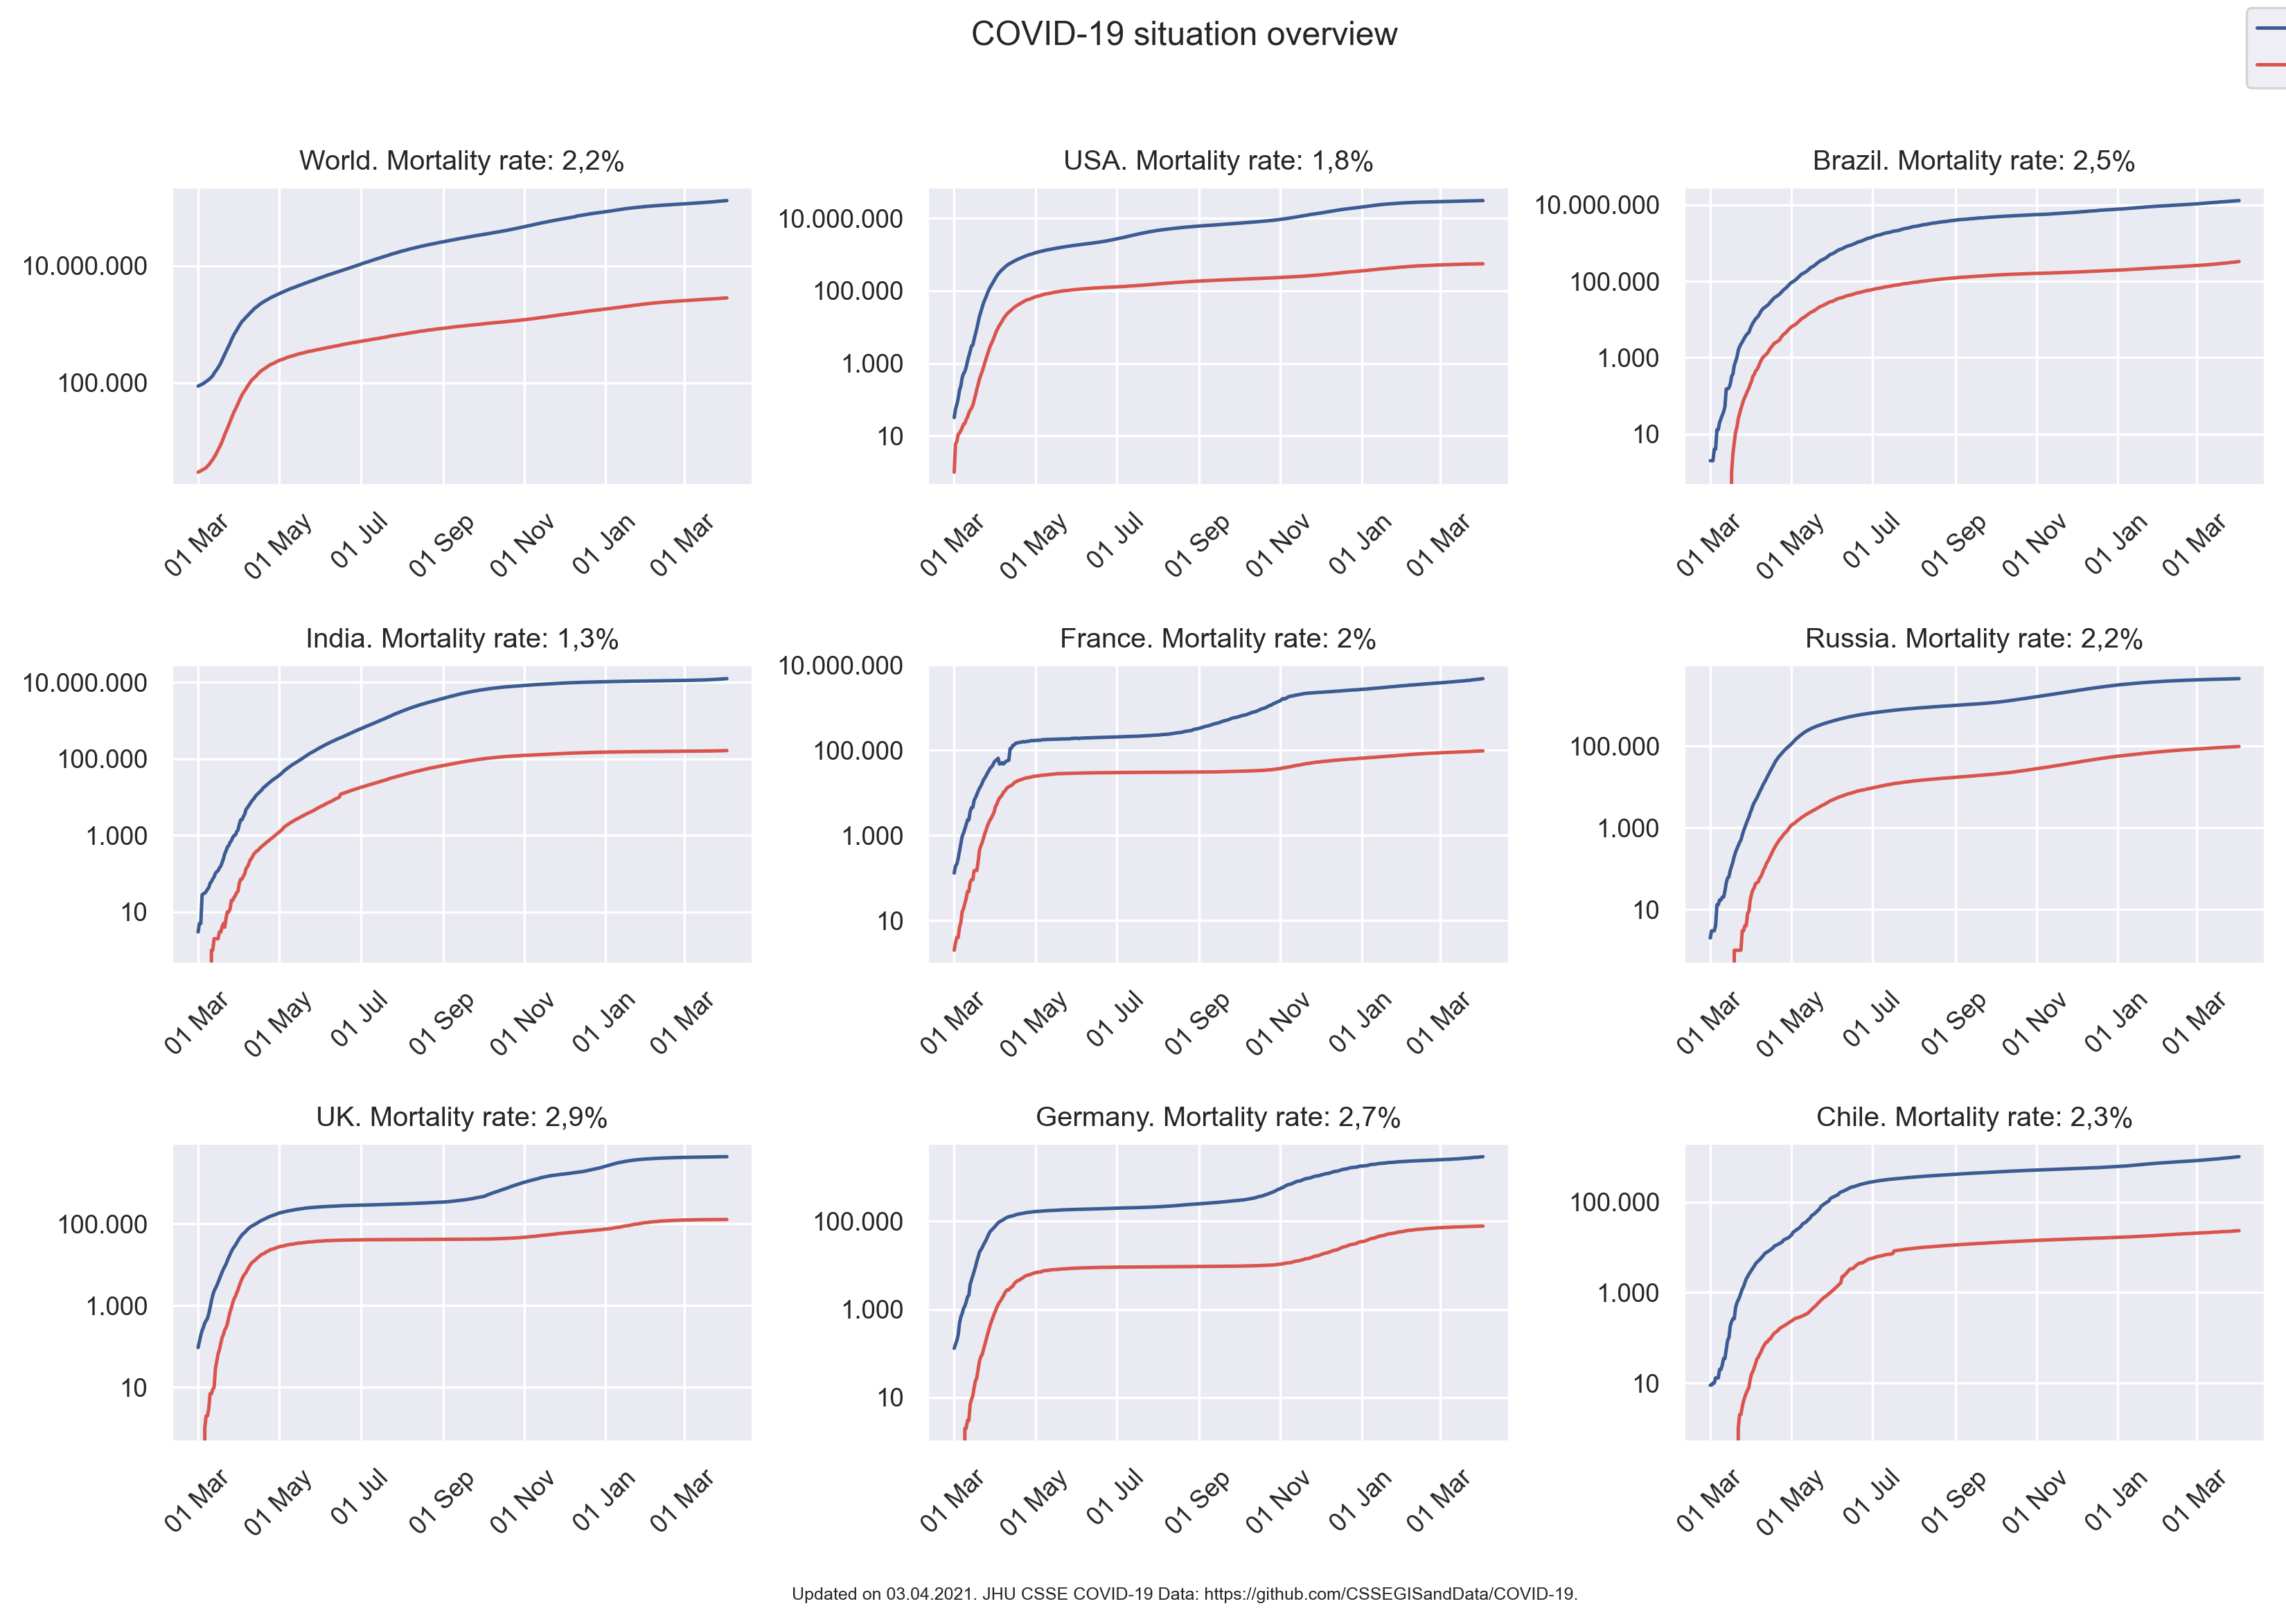 COVID-19 situation overview
World. Mortality rate: 2,2%
10.000.000
100.000
01 Mar
01 May
01 Jul
01 Sep
01 Nov
01 Jan
01 Mar
USA. Mortality rate: 1,8%
10.000.000
100.000
1.000
10
01 Mar
01 May
01 Jul
01 Sep
01 Nov
01 Jan
01 Mar
Brazil. Mortality rate: 2,5%
10.000.000
100.000
1.000
10
01 Mar
01 May
01 Jul
01 Sep
01 Nov
01 Jan
01 Mar
India. Mortality rate: 1,3%
10.000.000
100.000
1.000
10
01 Mar
01 May
01 Jul
01 Sep
01 Nov
01 Jan
01 Mar
France. Mortality rate: 2%
10.000.000
100.000
1.000
10
01 Mar
01 May
01 Jul
01 Sep
01 Nov
01 Jan
01 Mar
Russia. Mortality rate: 2,2%
100.000
1.000
10
01 Mar
01 May
01 Jul
01 Sep
01 Nov
01 Jan
01 Mar
UK. Mortality rate: 2,9%
100.000
1.000
10
01 Mar
01 May
01 Jul
01 Sep
01 Nov
01 Jan
01 Mar
Germany. Mortality rate: 2,7%
100.000
1.000
10
01 Mar
01 May
01 Jul
01 Sep
01 Nov
01 Jan
01 Mar
Chile. Mortality rate: 2,3%
100.000
1.000
10
01 Mar
01 May
01 Jul
01 Sep
01 Nov
01 Jan
01 Mar
Updated on 03.04.2021. JHU CSSE COVID-19 Data: https://github.com/CSSEGISandData/COVID-19.